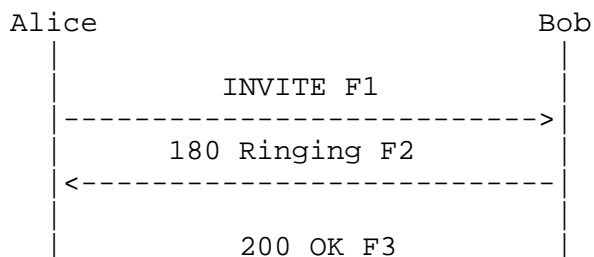 Alice Bob
| |
| INVITE F1 |
|--------------------------->|
| 180 Ringing F2 |
|<---------------------------|
| |
| 200 OK F3 |